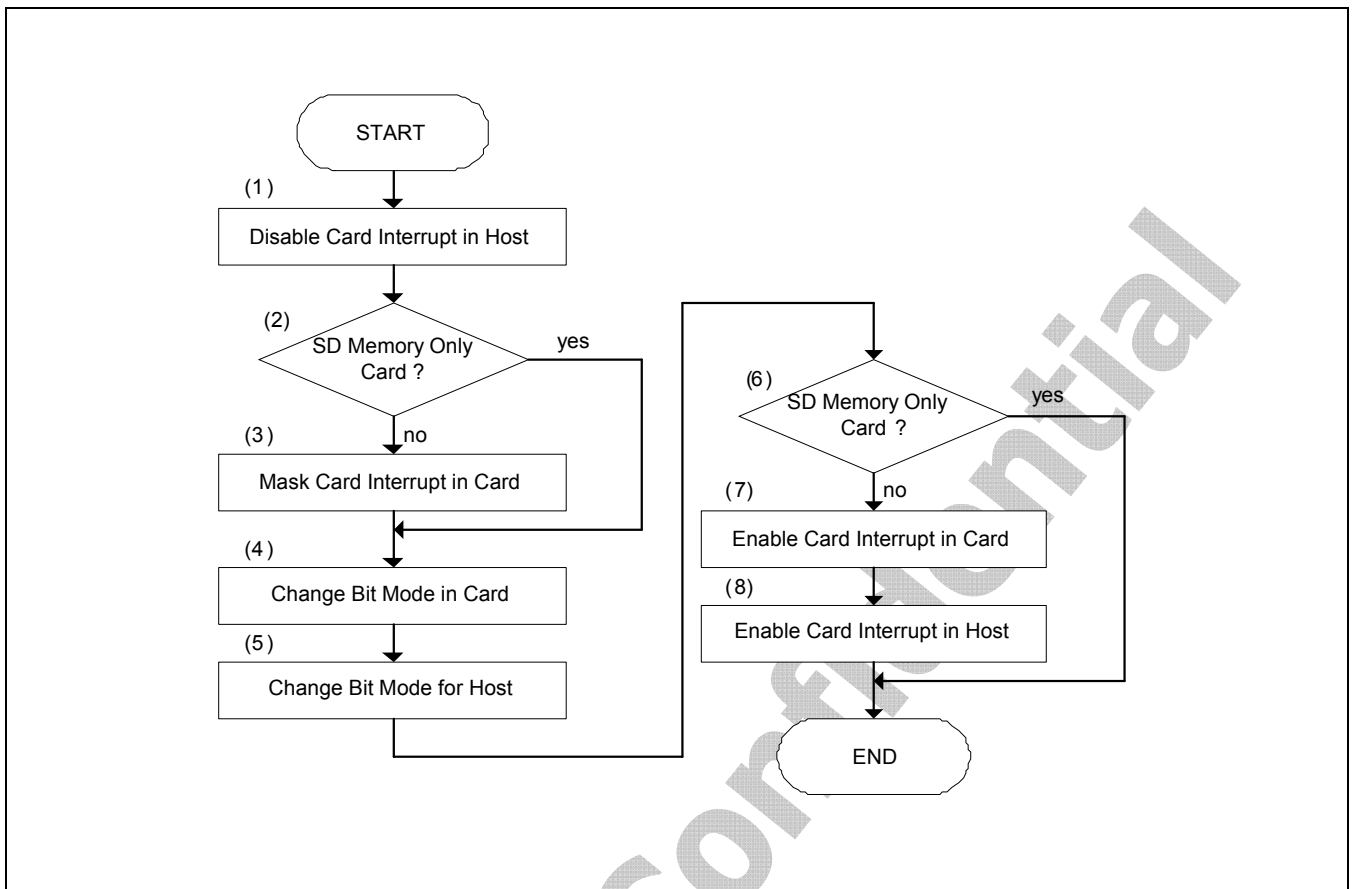 START
(1)
Disable Card Interrupt in Host
(2)
SD Memory Only
Card ?
yes
no
(3)
Mask Card Interrupt in Card
(4)
Change Bit Mode in Card
(5)
Change Bit Mode for Host
(6)
SD Memory Only
Card ?
yes
no
(7)
Enable Card Interrupt in Card
(8)
Enable Card Interrupt in Host
END
Confidential